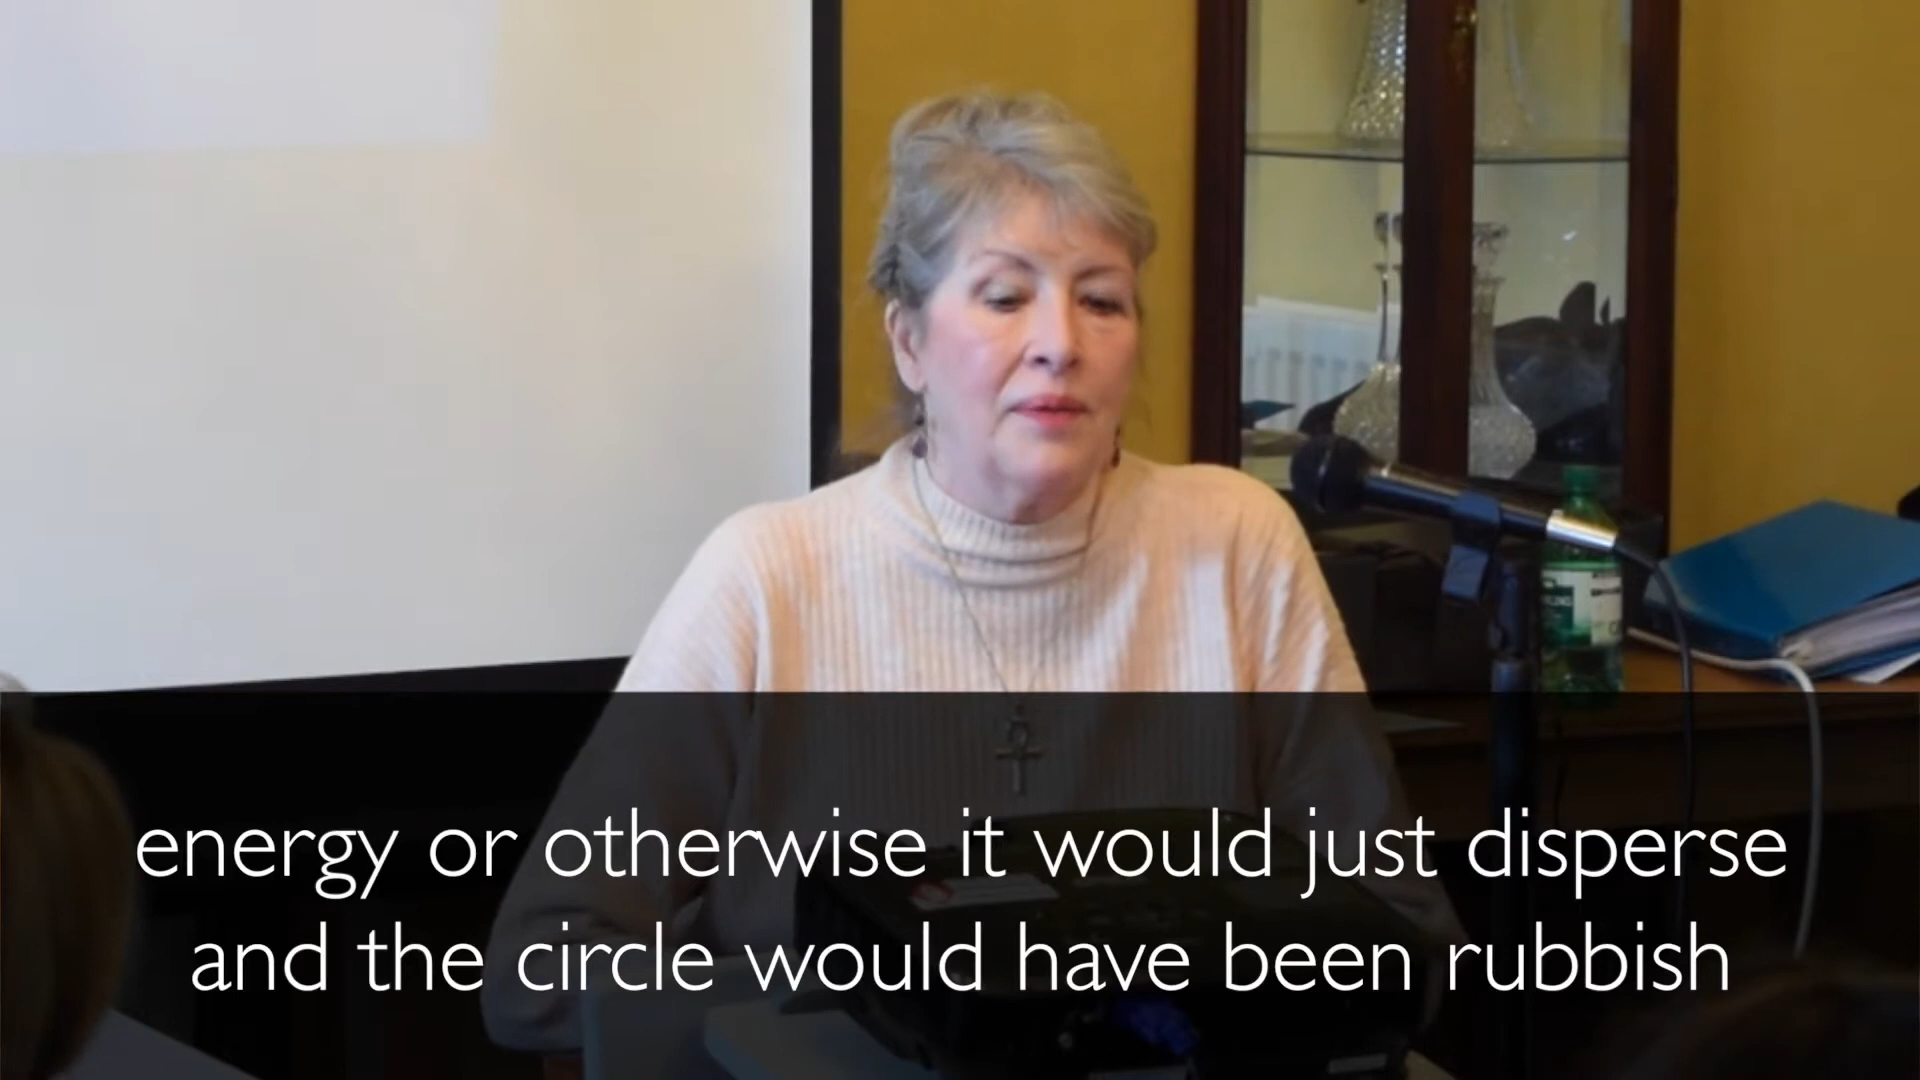 energy or otherwise it would just disperse
and the circle would have been rubbish